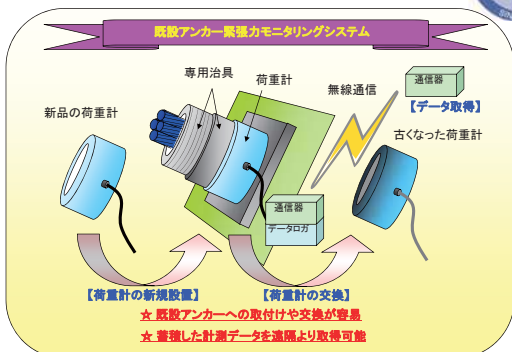 既設アンカー緊張力モニタリングシステム
専用治具
荷重計
無線通信
通信器
【データ取得】
新品の荷重計
古くなった荷重計
通信器
データロガ
【荷重計の新規設置】
【荷重計の交換】
☆ 既設アンカーへの取付けや交換が容易
☆ 蓄積した計測データを遠隔より取得可能